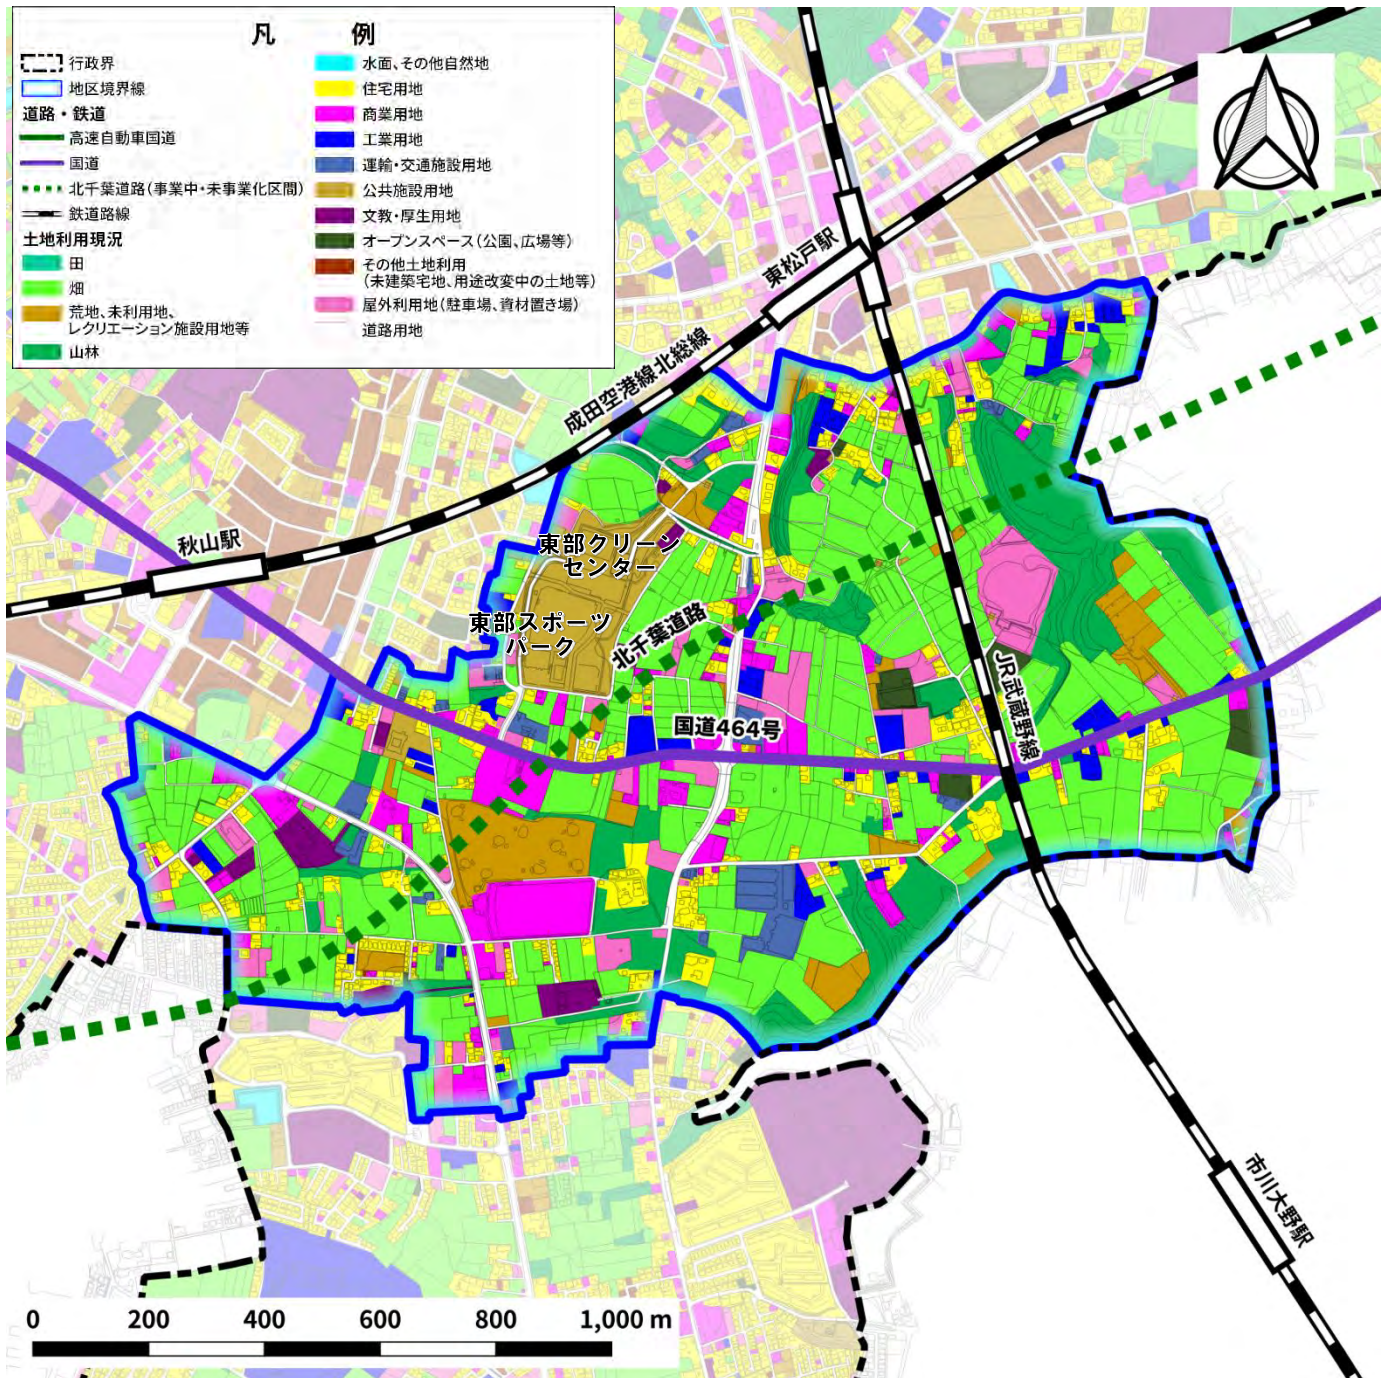 凡 例
行政界
地区境界線
道路・鉄道
高速自動車国道
国道
北千葉道路(事業中・未事業化区間)
鉄道路線
土地利用現況
田
畑
荒地、未利用地、
レクリエーション施設用地等
山林
水面、その他自然地
住宅用地
商業用地
工業用地
運輸・交通施設用地
公共施設用地
文教・厚生用地
オープンスペース(公園、広場等)
その他土地利用
(未建築宅地、用途改変中の土地等)
屋外利用地(駐車場、資材置き場)
道路用地
東松戸駅
成田空港線北総線
秋山駅
東部クリーン
センター
東部スポーツ
パーク
北千葉道路
国道464号
JR武蔵野線
市川大野駅
0 200 400 600 800 1,000 m